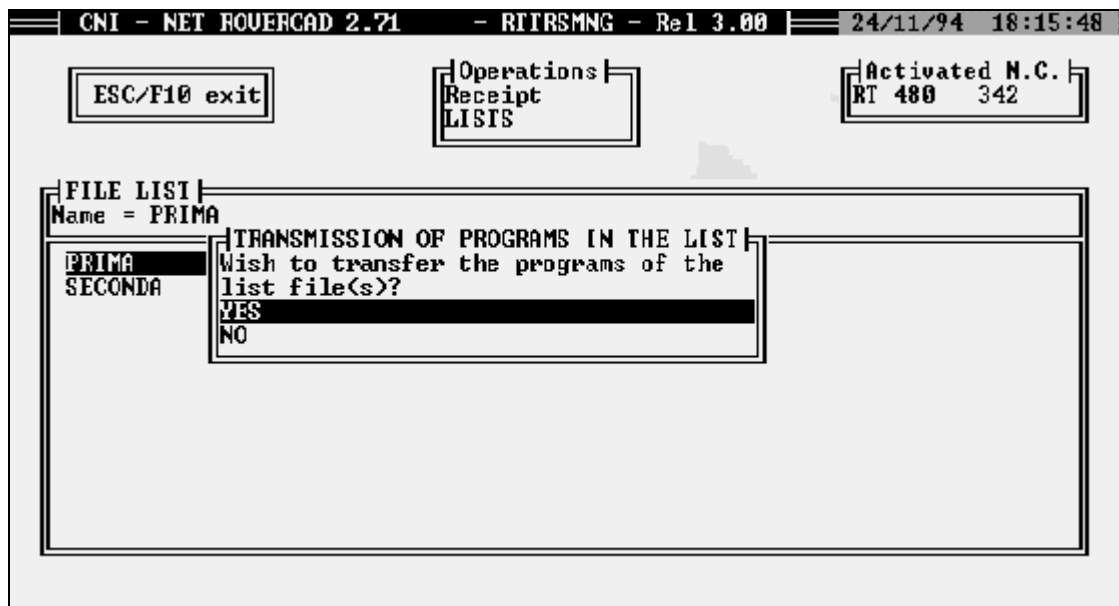 CNI - NET ROVERCAD 2.71 - RTTRSMNG - Rel 3.00 24/11/94 18:15:48
ESC/F10 exit
Operations
Receipt
LISTS
Activated N.C.
RT 480 342
FILE LIST
Name = PRIMA
PRIMA
SECONDA
TRANSMISSION OF PROGRAMS IN THE LIST
Wish to transfer the programs of the
list file(s)?
YES
NO